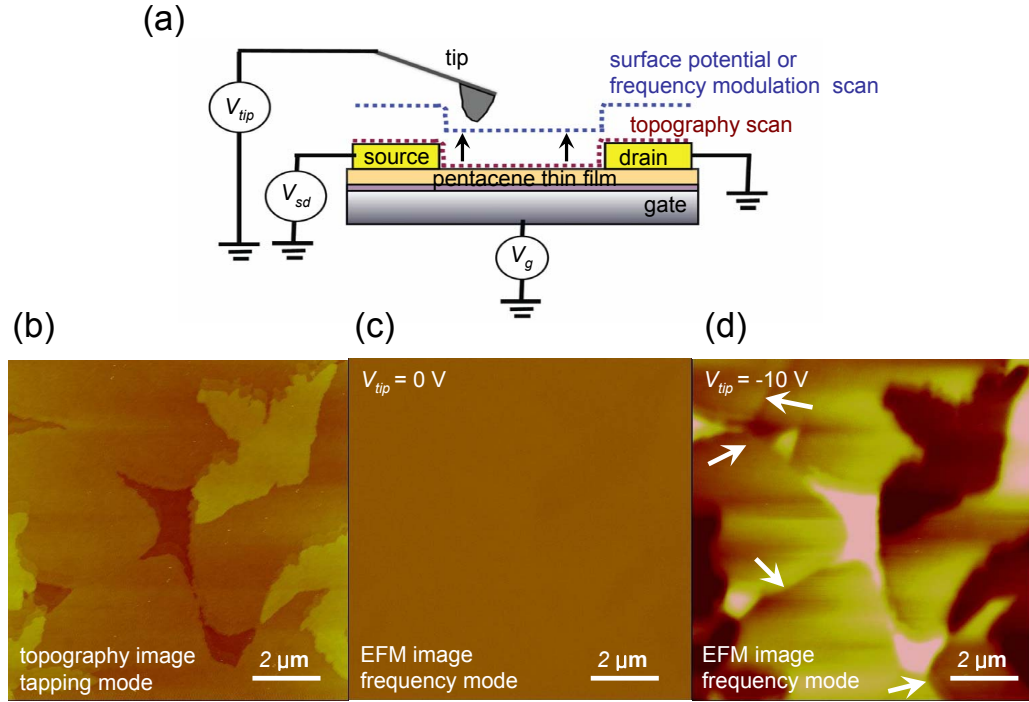 (a)
tip
surface potential or
frequency modulation scan
V_tip
topography scan
source
drain
pentacene thin film
V_sd
gate
V_g
(b)
(c)
(d)
V_tip = 0 V
V_tip = -10 V
topography image
tapping mode
2 µm
EFM image
frequency mode
2 µm
EFM image
frequency mode
2 µm